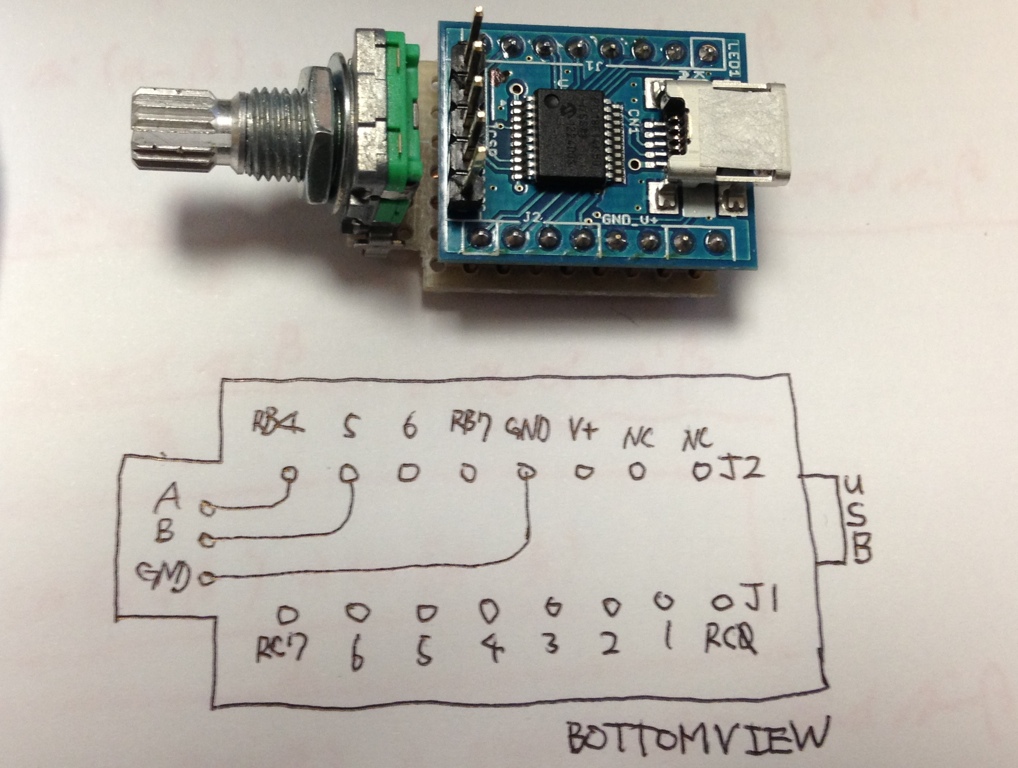 LED1
J1
K
CN1
J2
GND V+
RB4 5 6 RB7 GND V+ NC NC
J2
A
B
GND
USB
J1
RC7 6 5 4 3 2 1 RC0
BOTTOMVIEW